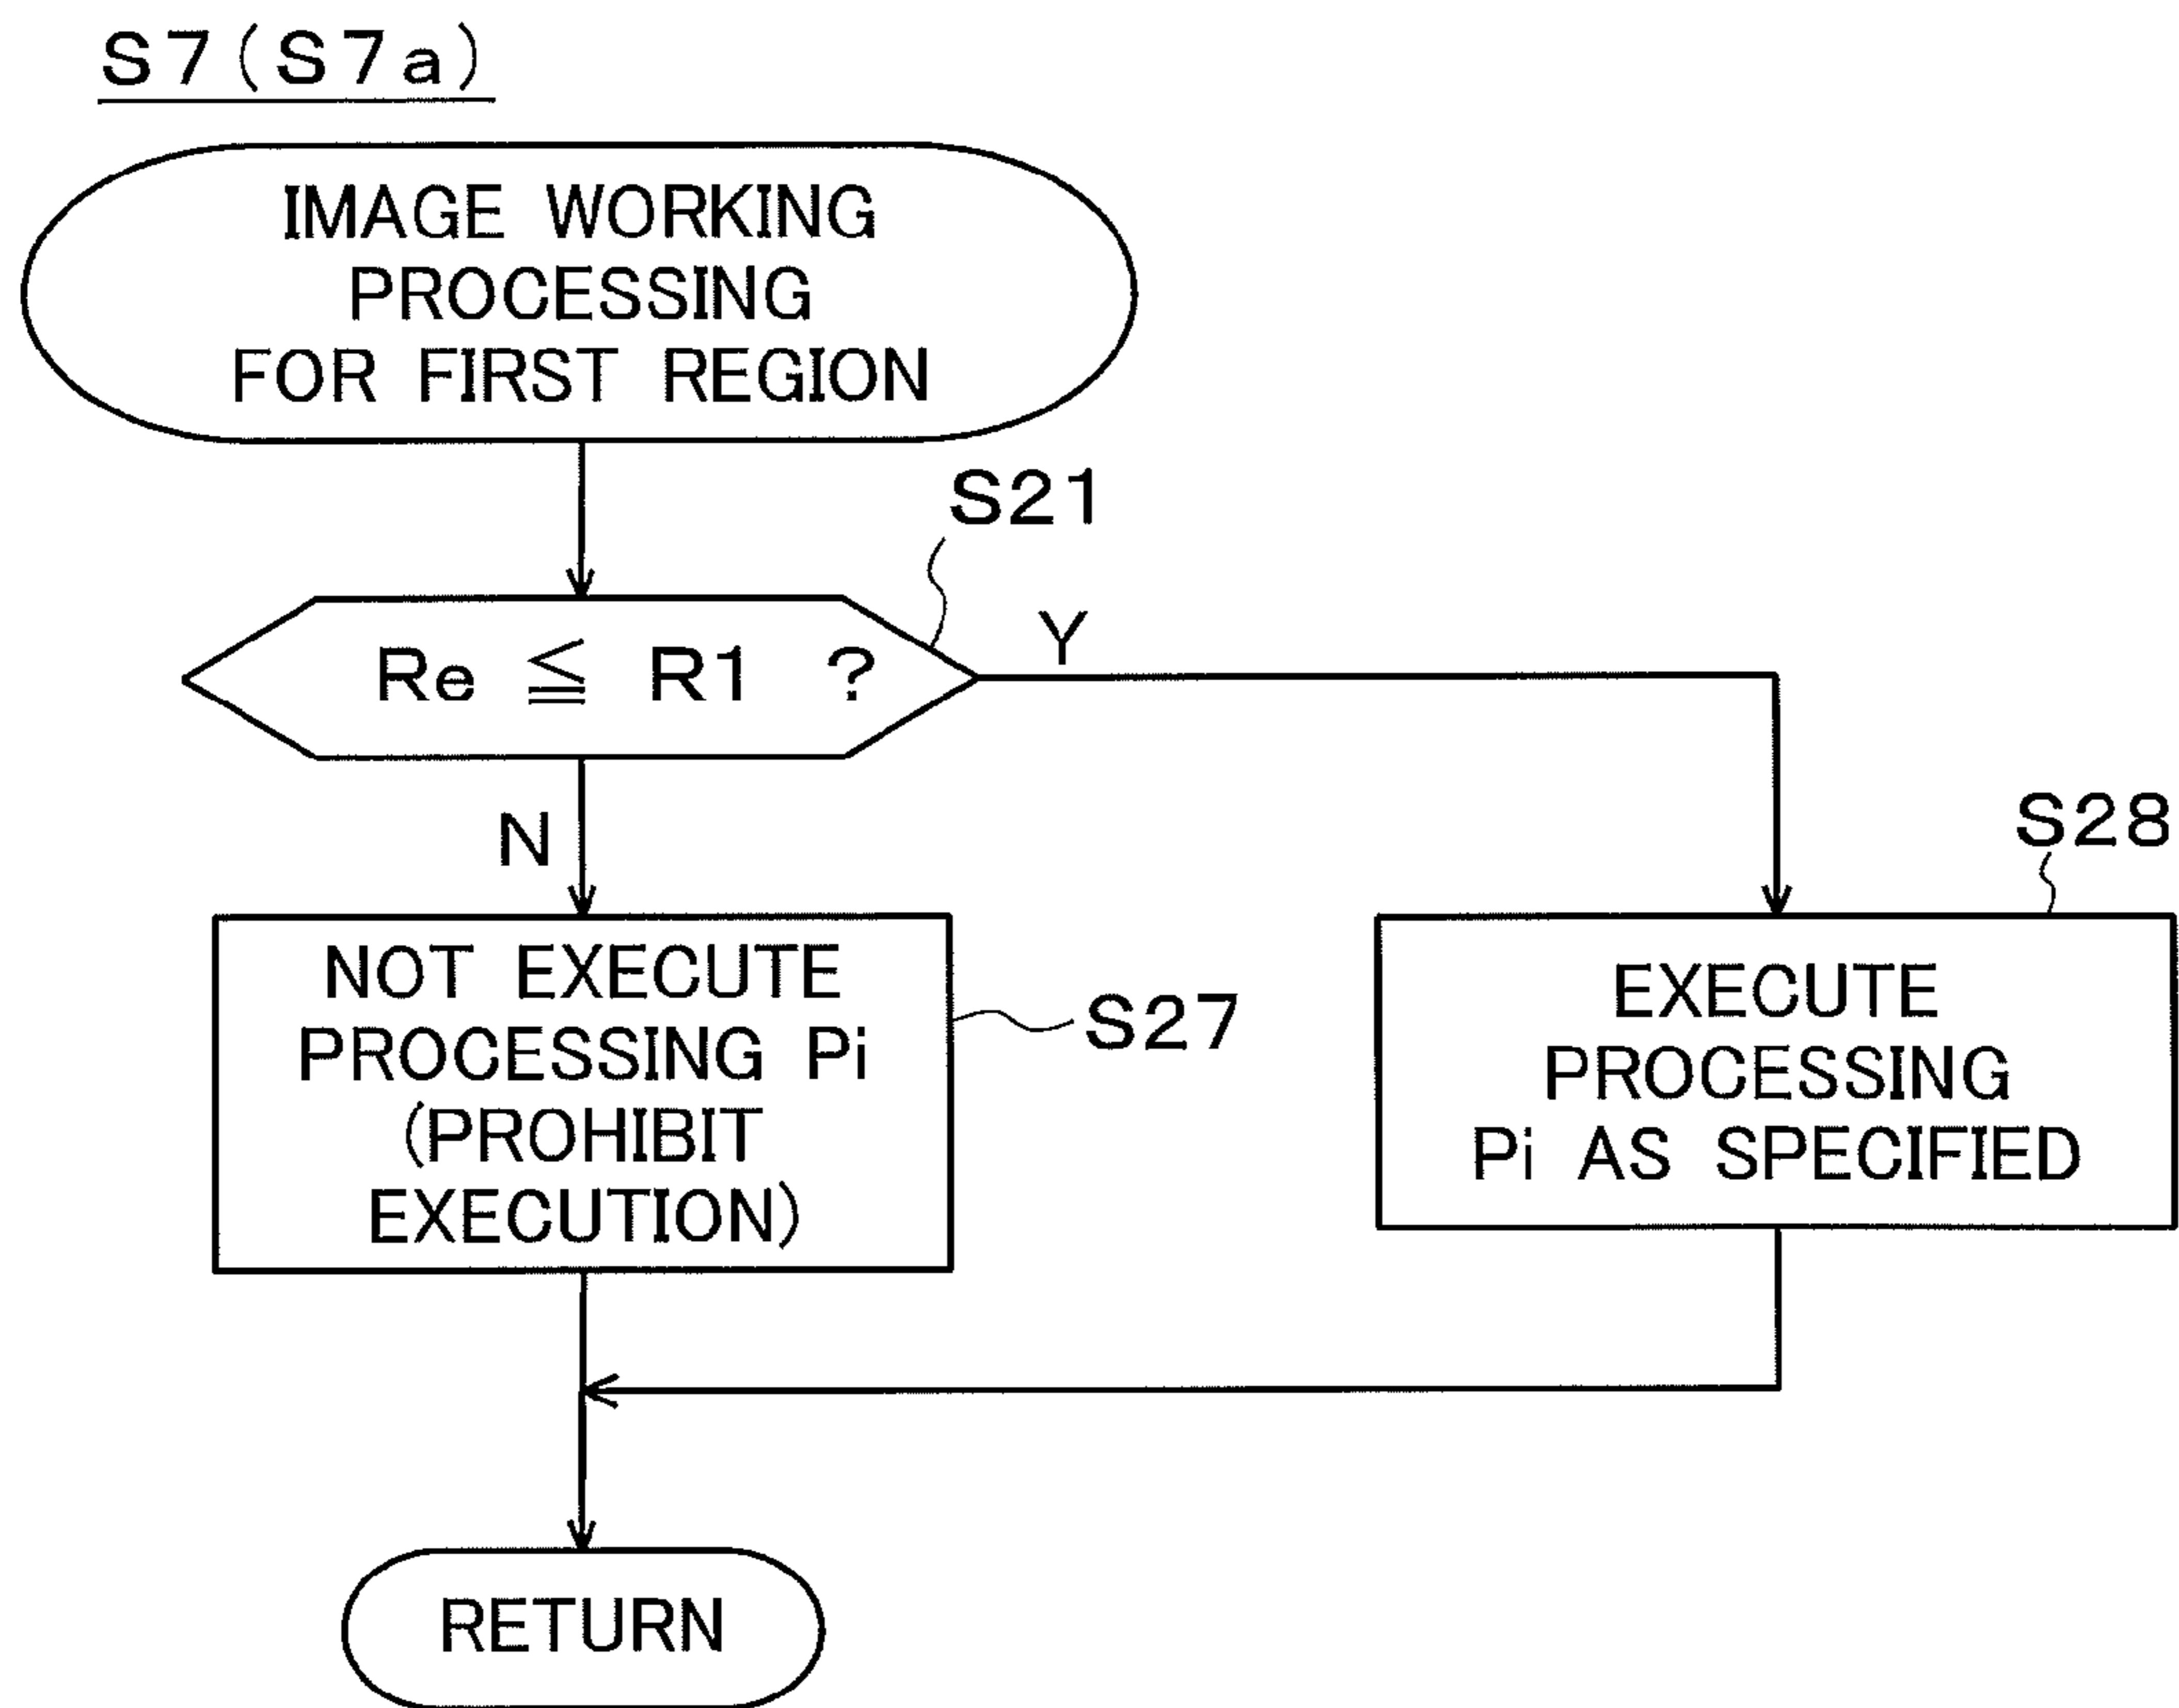 S7(S7a)
IMAGE WORKING
PROCESSING
FOR FIRST REGION
S21
Re ≦ R1 ?
Y
N
S28
NOT EXECUTE
PROCESSING Pi
(PROHIBIT
EXECUTION)
S27
EXECUTE
PROCESSING
Pi AS SPECIFIED
RETURN